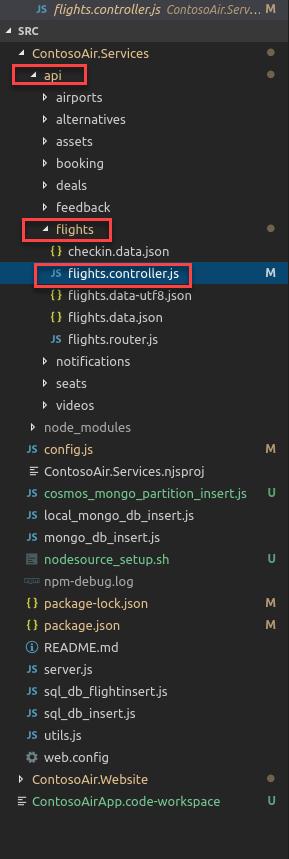 flights.controller.js ContosoAir.Serv... M
SRC
ContosoAir.Services
api
airports
alternatives
assets
booking
deals
feedback
flights
{} checkin.data.json
JS flights.controller.js M
{} flights.data-utf8.json
{} flights.data.json
JS flights.router.js
notifications
seats
videos
node_modules
JS config.js M
ContosoAir.Services.njsproj
JS cosmos_mongo_partition_insert.js U
JS local_mongo_db_insert.js
JS mongo_db_insert.js
nodesource_setup.sh U
npm-debug.log
{} package-lock.json M
{} package.json M
README.md
JS server.js
JS sql_db_flightinsert.js
JS sql_db_insert.js
JS utils.js
web.config
ContosoAir.Website
ContosoAirApp.code-workspace U